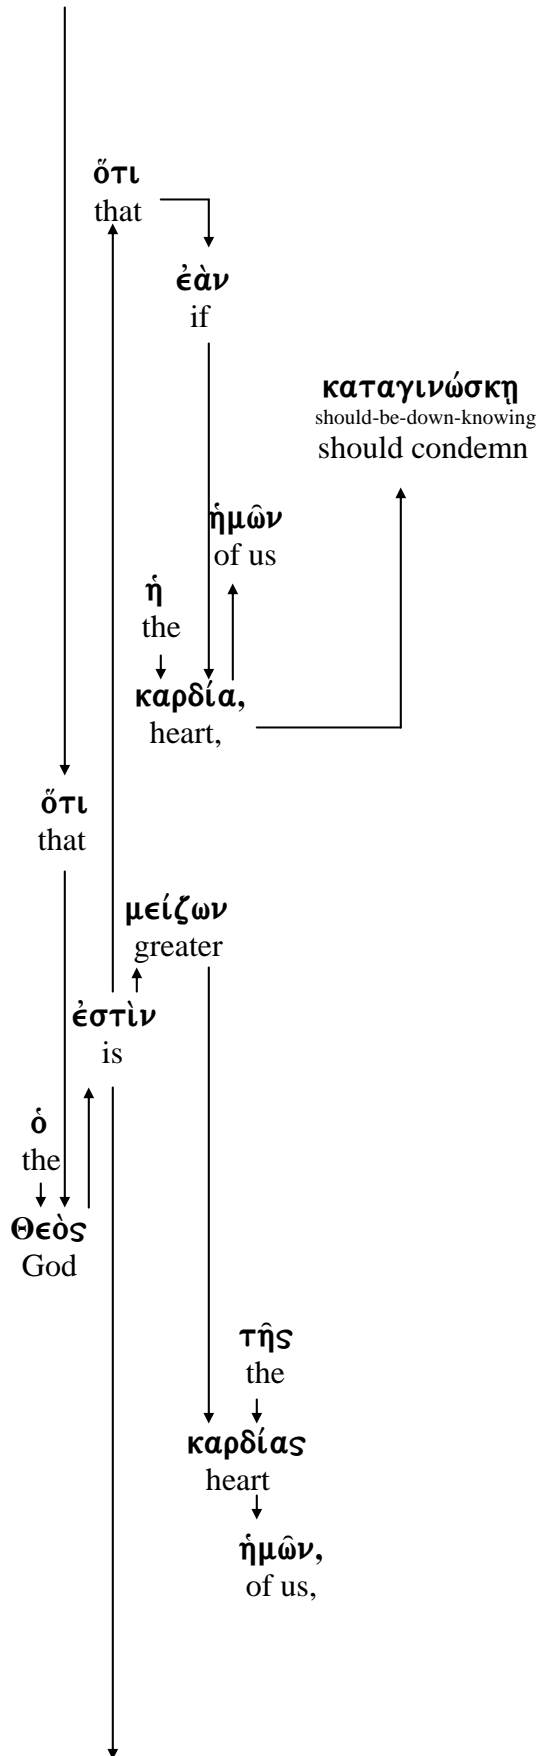 ὅτι
that
ἐὰν
if
καταγινώσκῃ
should-be-down-knowing
should condemn
ἡμῶν
of us
ἡ
the
καρδία,
heart,
ὅτι
that
μείζων
greater
ἐστὶν
is
ὁ
the
Θεὸς
God
τῆς
the
καρδίας
heart
ἡμῶν,
of us,